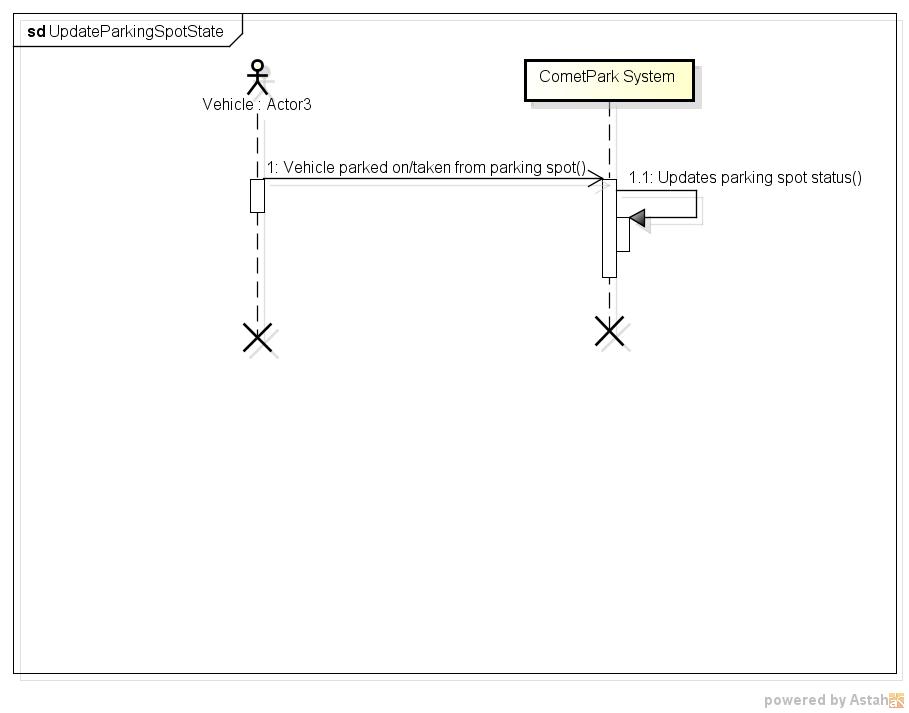 sd UpdateParkingSpotState
CometPark System
Vehicle : Actor3
1: Vehicle parked on/taken from parking spot()
1.1: Updates parking spot status()
powered by Astah